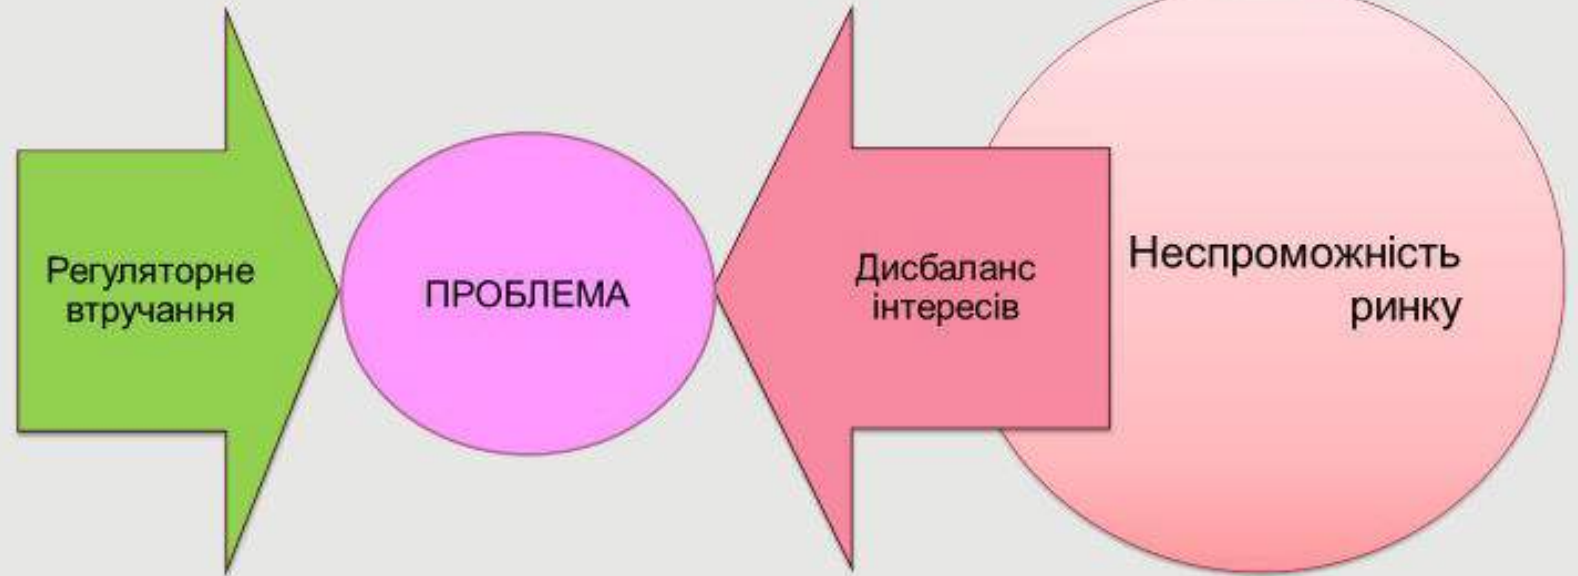 Регуляторне
втручання
ПРОБЛЕМА
Дисбаланс
інтересів
Неспроможність
ринку